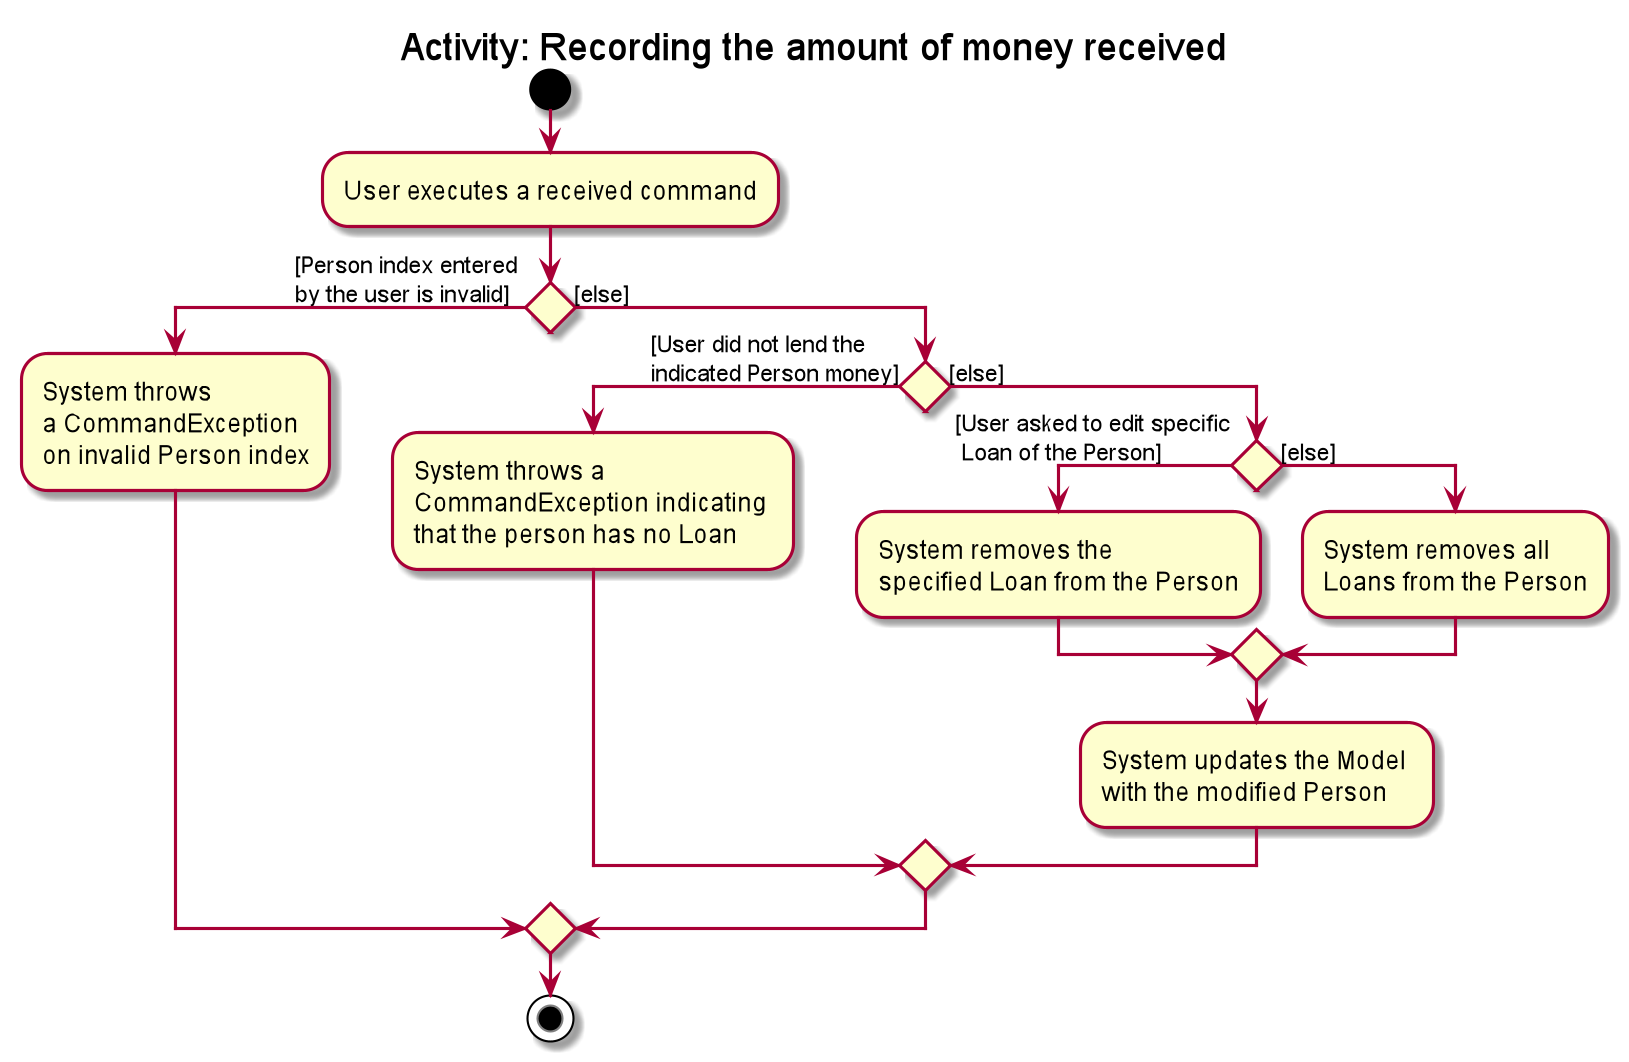 Activity: Recording the amount of money received
User executes a received command
[Person index entered
by the user is invalid]
[else]
System throws
a CommandException
on invalid Person index
[User did not lend the
indicated Person money]
[else]
System throws a
CommandException indicating
that the person has no Loan
[User asked to edit specific
Loan of the Person]
[else]
System removes the
specified Loan from the Person
System removes all
Loans from the Person
System updates the Model
with the modified Person